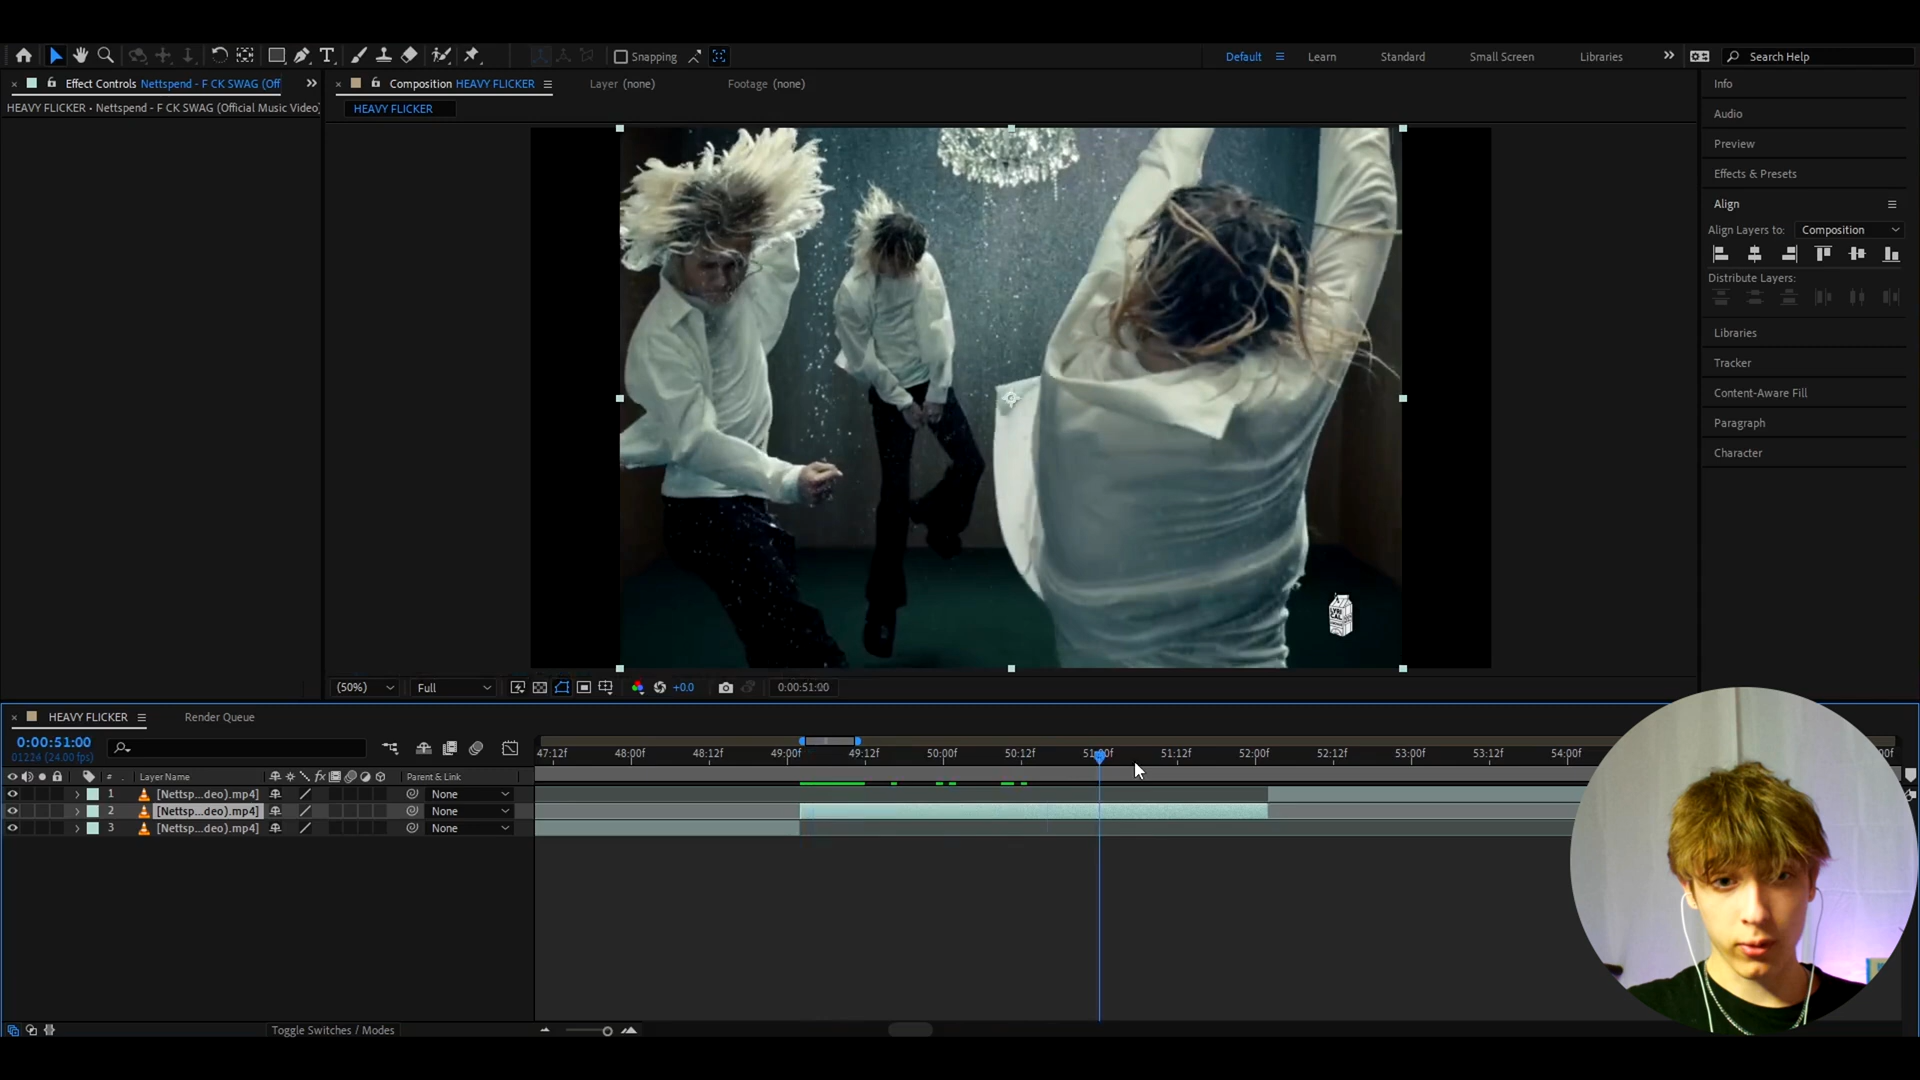 Snapping
Default
Learn
Standard
Small Screen
Libraries
Search Help
Effect Controls Nettspend - F CK SWAG (Off
Composition HEAVY FLICKER
Layer (none)
Footage (none)
HEAVY FLICKER • Nettspend - F CK SWAG (Official Music Video)
HEAVY FLICKER
Info
Audio
Preview
Effects & Presets
Align
Align Layers to: Composition
Distribute Layers:
Libraries
Tracker
Content-Aware Fill
Paragraph
Character
(50%)
Full
+0.0
0:00:51:00
HEAVY FLICKER
Render Queue
0:00:51:00
01224 (24.00 fps)
47:12f 48:00f 48:12f 49:00f 49:12f 50:00f 50:12f 51:00f 51:12f 52:00f 52:12f 53:00f 53:12f 54:00f
# Layer Name fx Parent & Link
1 [Nettsp...deo).mp4] None
2 [Nettsp...deo).mp4] None
3 [Nettsp...deo).mp4] None
Toggle Switches / Modes